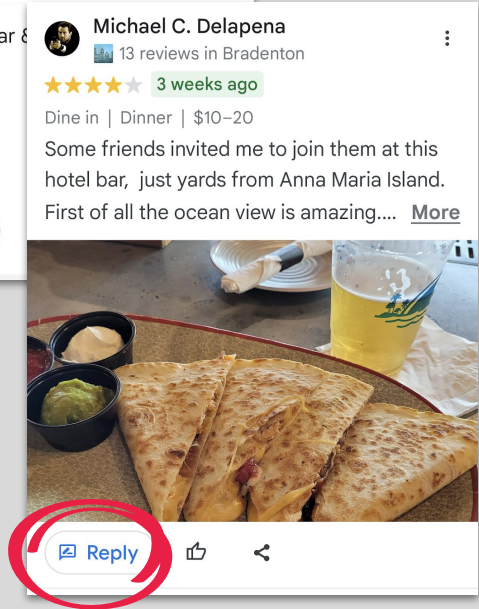 ar &
Michael C. Delapena
13 reviews in Bradenton
3 weeks ago
Dine in | Dinner | $10–20
Some friends invited me to join them at this
hotel bar, just yards from Anna Maria Island.
First of all the ocean view is amazing.... More
Reply